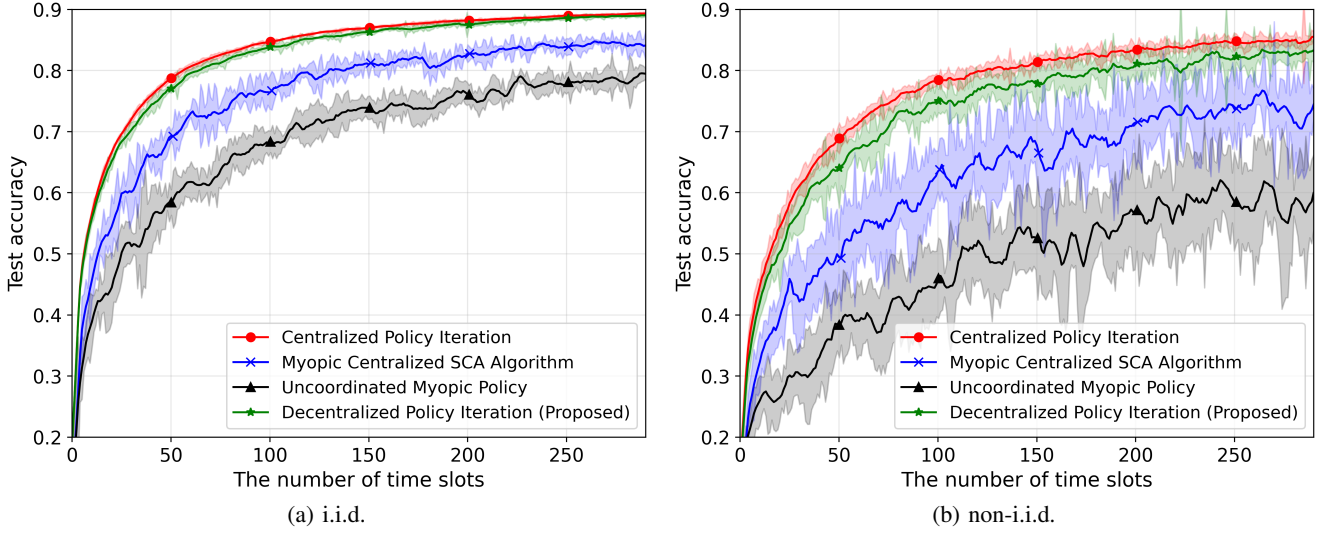 Test accuracy
0.9
0.8
0.7
0.6
0.5
0.4
0.3
0.2
0
50
100
150
200
250
The number of time slots
Centralized Policy Iteration
Myopic Centralized SCA Algorithm
Uncoordinated Myopic Policy
Decentralized Policy Iteration (Proposed)
(a) i.i.d.
Test accuracy
0.9
0.8
0.7
0.6
0.5
0.4
0.3
0.2
0
50
100
150
200
250
The number of time slots
Centralized Policy Iteration
Myopic Centralized SCA Algorithm
Uncoordinated Myopic Policy
Decentralized Policy Iteration (Proposed)
(b) non-i.i.d.